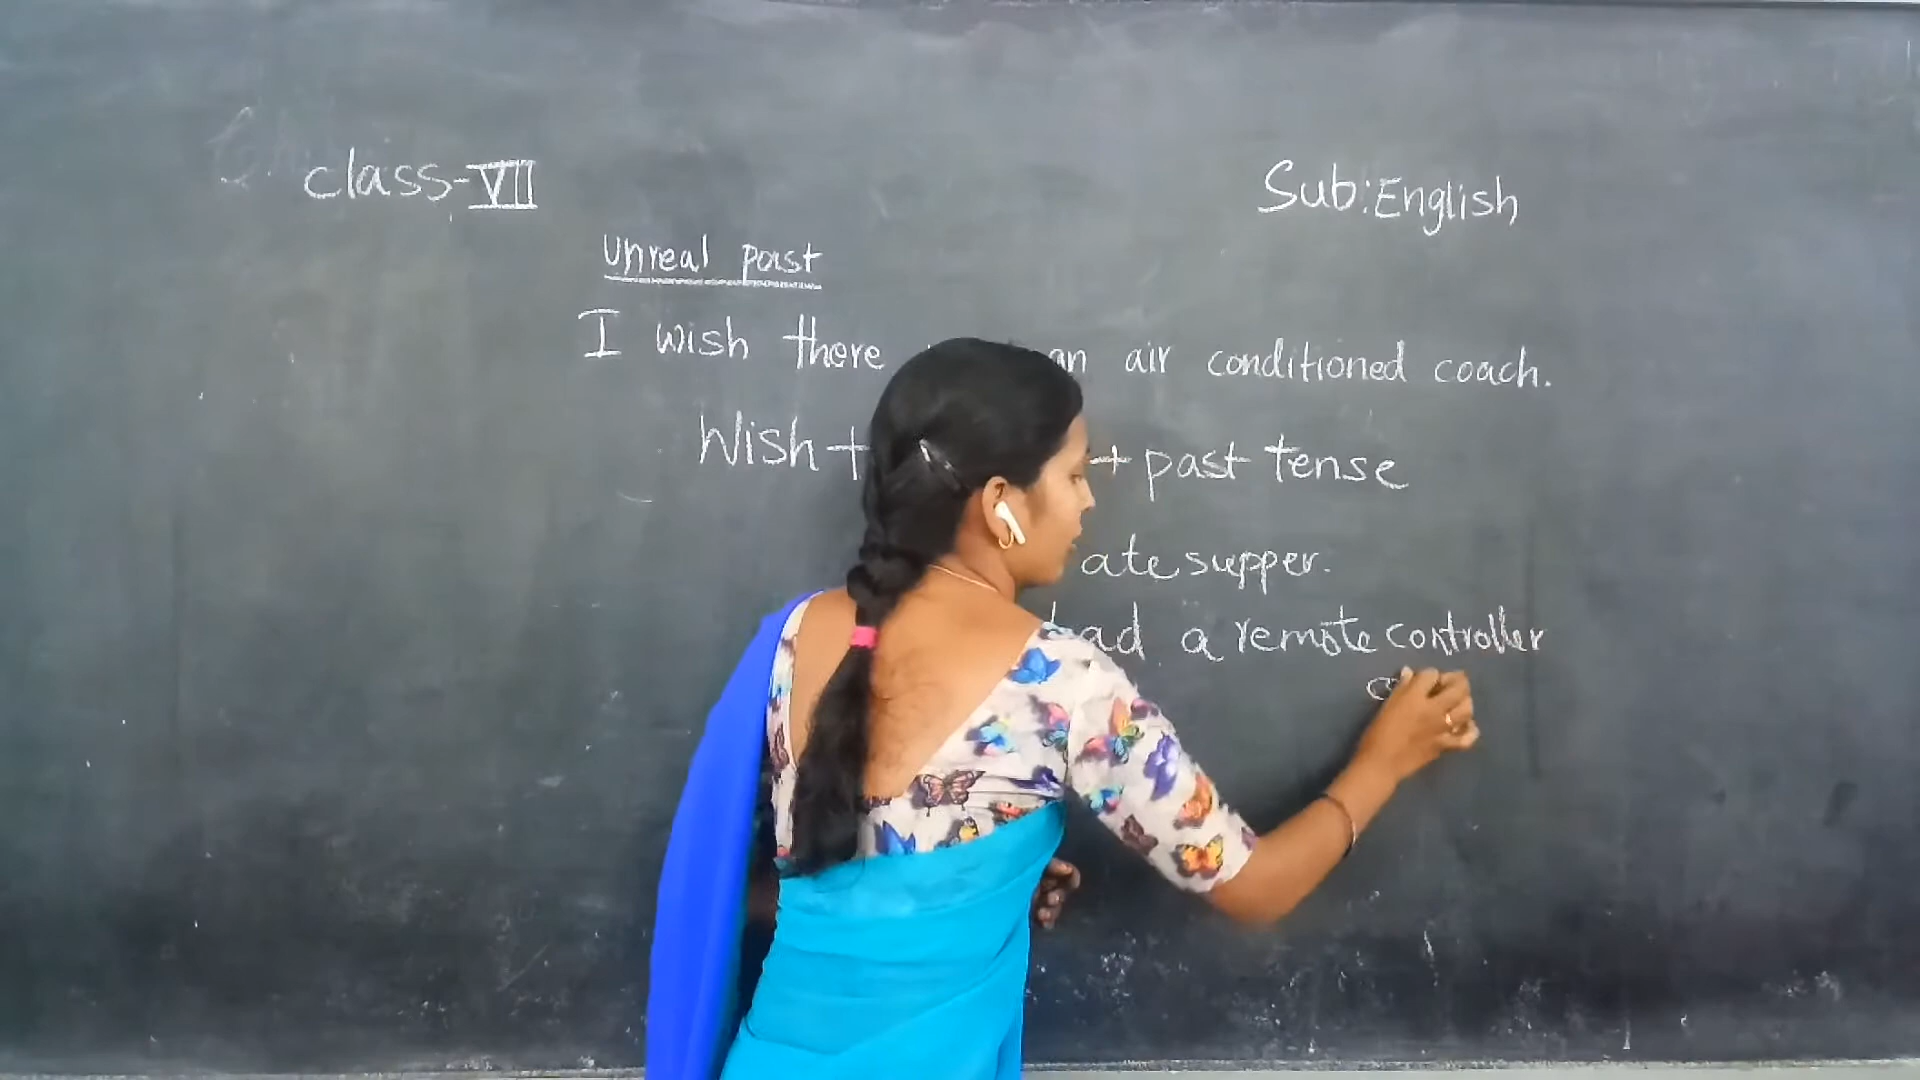 class-VII
Sub: English
Unreal past
I wish there an air conditioned coach.
Wish + + past tense
ate supper.
had a remote controller